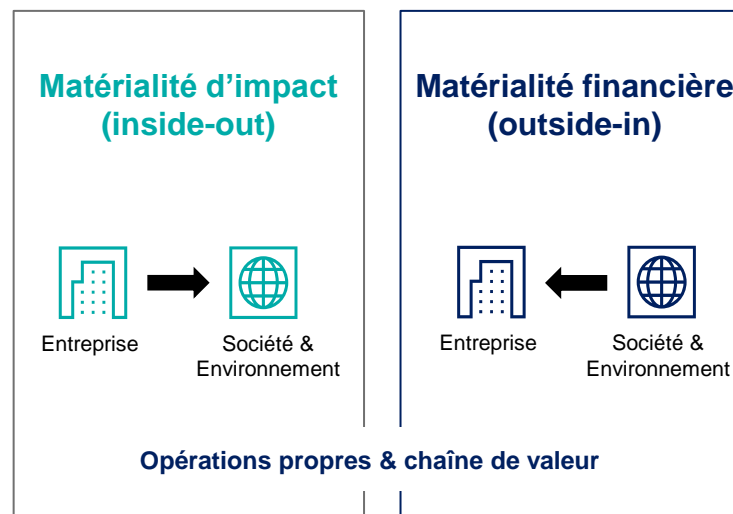 Matérialité d’impact
(inside-out)
Entreprise
Société &
Environnement
Matérialité financière
(outside-in)
Entreprise
Société &
Environnement
Opérations propres & chaîne de valeur